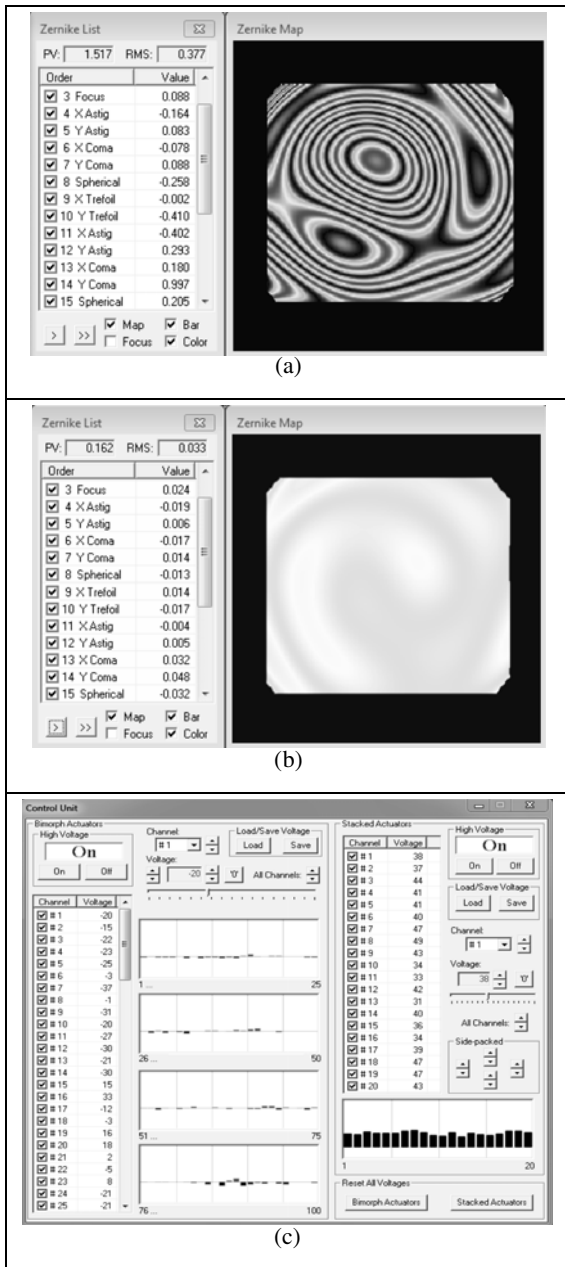 Zernike List
PV: 1.517 RMS: 0.377
Order Value
3 Focus 0.088
4 X Astig -0.164
5 Y Astig 0.083
6 X Coma -0.078
7 Y Coma 0.088
8 Spherical -0.258
9 X Trefoil -0.002
10 Y Trefoil -0.410
11 X Astig -0.402
12 Y Astig 0.293
13 X Coma 0.180
14 Y Coma 0.997
15 Spherical 0.205
> >> Map Bar
Focus Color
Zernike Map
(a)
Zernike List
PV: 0.162 RMS: 0.033
Order Value
3 Focus 0.024
4 X Astig -0.019
5 Y Astig 0.006
6 X Coma -0.017
7 Y Coma 0.014
8 Spherical -0.013
9 X Trefoil 0.014
10 Y Trefoil -0.017
11 X Astig -0.004
12 Y Astig 0.005
13 X Coma 0.032
14 Y Coma 0.048
15 Spherical -0.032
> >> Map Bar
Focus Color
Zernike Map
(b)
Control Unit
Bimorph Actuators
High Voltage
On
On Off
Channel Voltage
# 1 -20
# 2 -15
# 3 -22
# 4 -23
# 5 -25
# 6 -3
# 7 -37
# 8 -1
# 9 -31
# 10 -20
# 11 -27
# 12 -30
# 13 -21
# 14 -30
# 15 15
# 16 33
# 17 -12
# 18 -3
# 19 16
# 20 18
# 21 2
# 22 -5
# 23 8
# 24 -21
# 25 -21
Channel:
# 1
Load/Save Voltage
Load Save
Voltage:
-20 '0' All Channels:
1 ... 25
26 ... 50
51 ... 75
76 ... 100
Stacked Actuators
Channel Voltage
# 1 38
# 2 37
# 3 44
# 4 41
# 5 41
# 6 40
# 7 47
# 8 49
# 9 43
# 10 34
# 11 33
# 12 42
# 13 31
# 14 40
# 15 36
# 16 34
# 17 39
# 18 47
# 19 47
# 20 43
High Voltage
On
On Off
Load/Save Voltage
Load Save
Channel:
# 1
Voltage:
38 '0'
All Channels:
Side-packed
1 20
Reset All Voltages
Bimorph Actuators Stacked Actuators
(c)